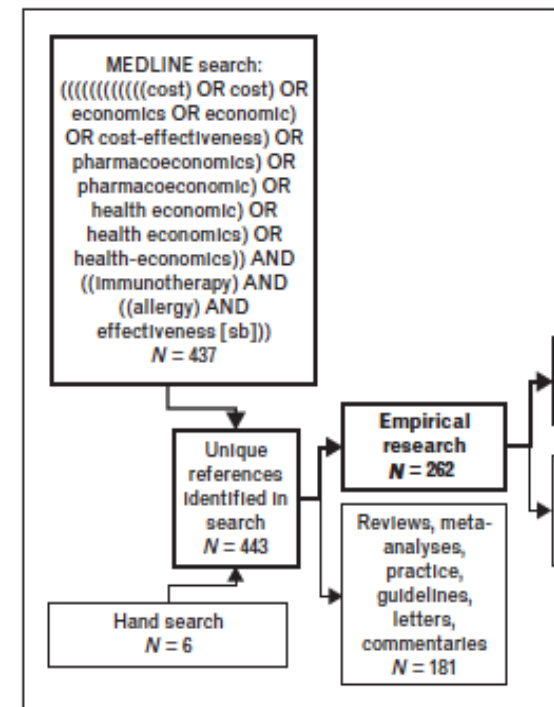 MEDLINE search:
((((((((((((cost) OR cost) OR
economics OR economic)
OR cost-effectiveness) OR
pharmacoeconomics) OR
pharmacoeconomic) OR
health economic) OR
health economics) OR
health-economics)) AND
((immunotherapy) AND
((allergy) AND
effectiveness [sb]))
N = 437
Unique
references
identified in
search
N = 443
Hand search
N = 6
Empirical
research
N = 262
Reviews, meta-
analyses,
practice,
guidelines,
letters,
commentaries
N = 181